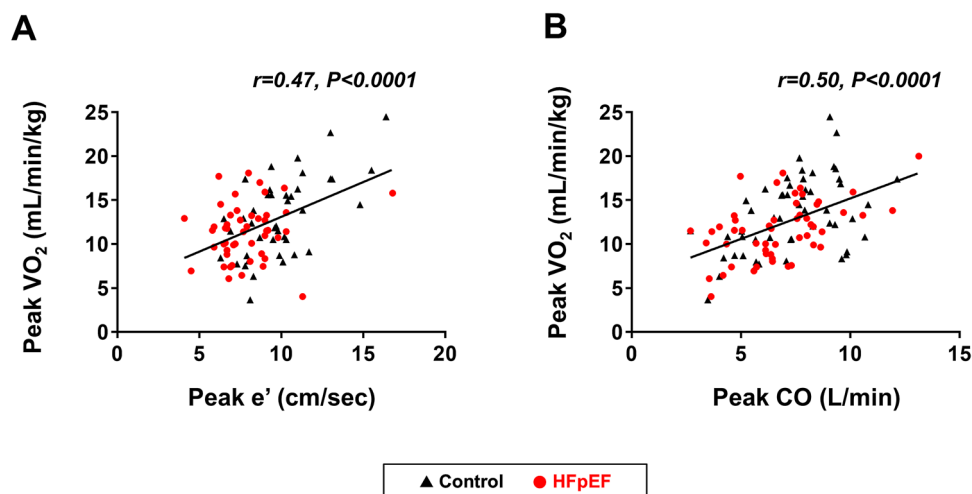 A
r=0.47, P<0.0001
Peak VO2 (mL/min/kg)
25
20
15
10
5
0
0 5 10 15 20
Peak e’ (cm/sec)
B
r=0.50, P<0.0001
Peak VO2 (mL/min/kg)
25
20
15
10
5
0
0 5 10 15
Peak CO (L/min)
Control HFpEF